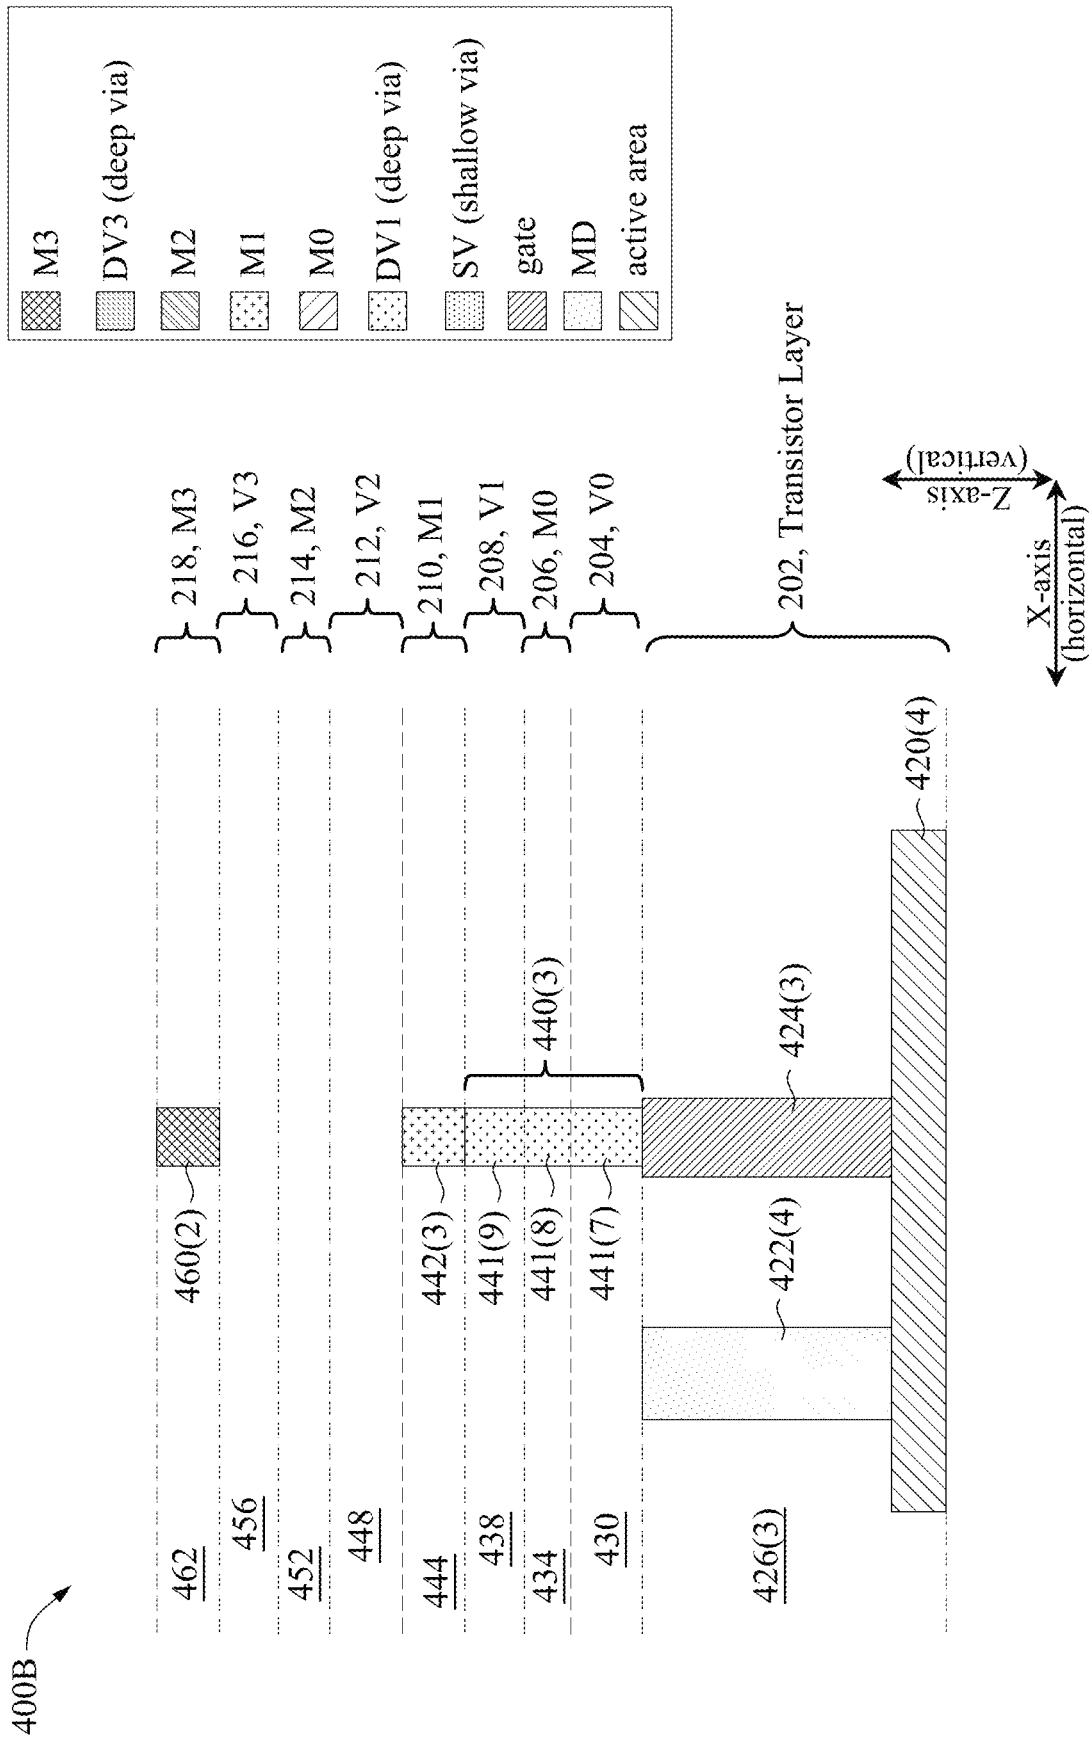 400B
462
456
452
448
444
438
434
430
426(3)
460(2)
442(3)
441(9)
441(8)
441(7)
440(3)
422(4)
424(3)
420(4)
218, M3
216, V3
214, M2
212, V2
210, M1
208, V1
206, M0
204, V0
202, Transistor Layer
Z-axis
(vertical)
X-axis
(horizontal)
M3
DV3 (deep via)
M2
M1
M0
DV1 (deep via)
SV (shallow via)
gate
MD
active area